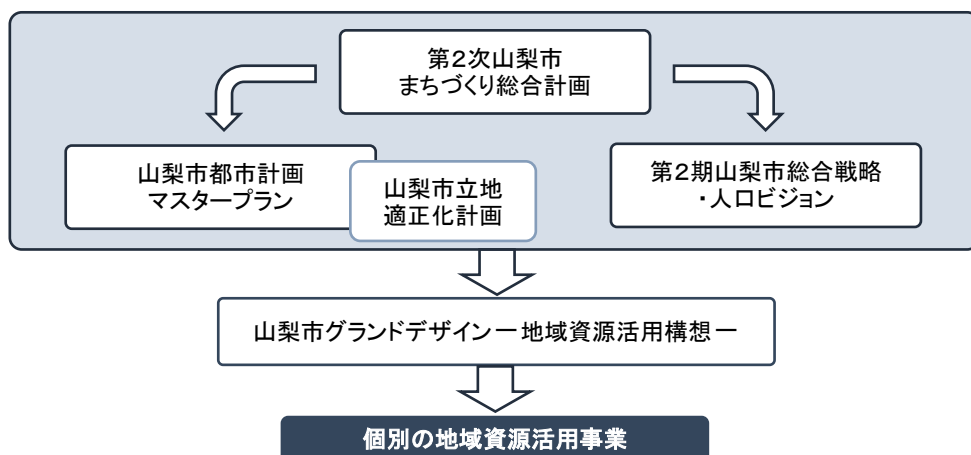 第２次山梨市
まちづくり総合計画
山梨市都市計画
マスタープラン
山梨市立地
適正化計画
第２期山梨市総合戦略
・人口ビジョン
山梨市グランドデザイン－地域資源活用構想－
個別の地域資源活用事業